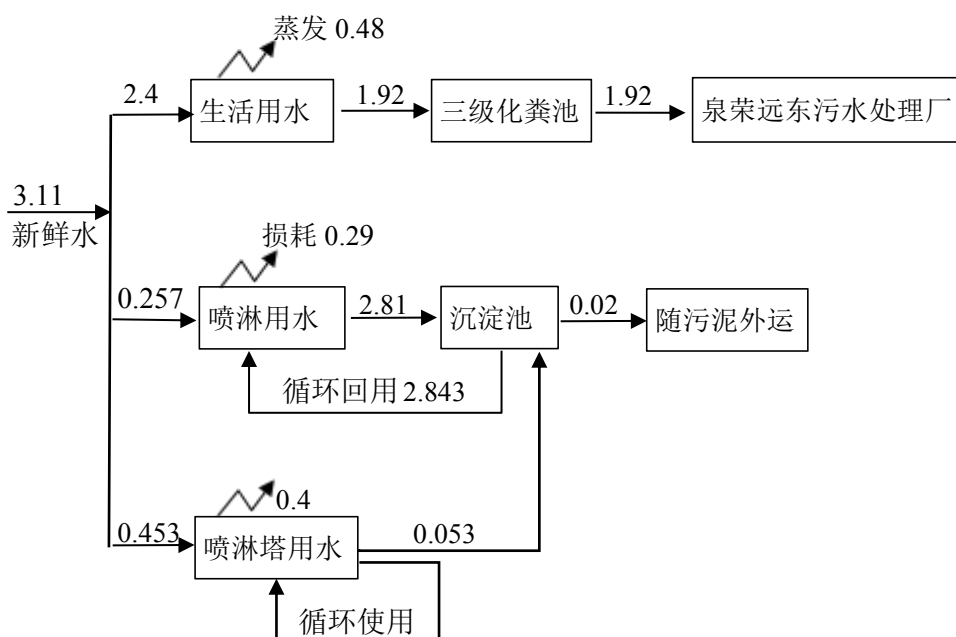 蒸发 0.48
2.4
生活用水
1.92
三级化粪池
1.92
泉荣远东污水处理厂
3.11
新鲜水
损耗 0.29
0.257
喷淋用水
2.81
沉淀池
0.02
随污泥外运
循环回用 2.843
0.4
0.453
喷淋塔用水
0.053
循环使用